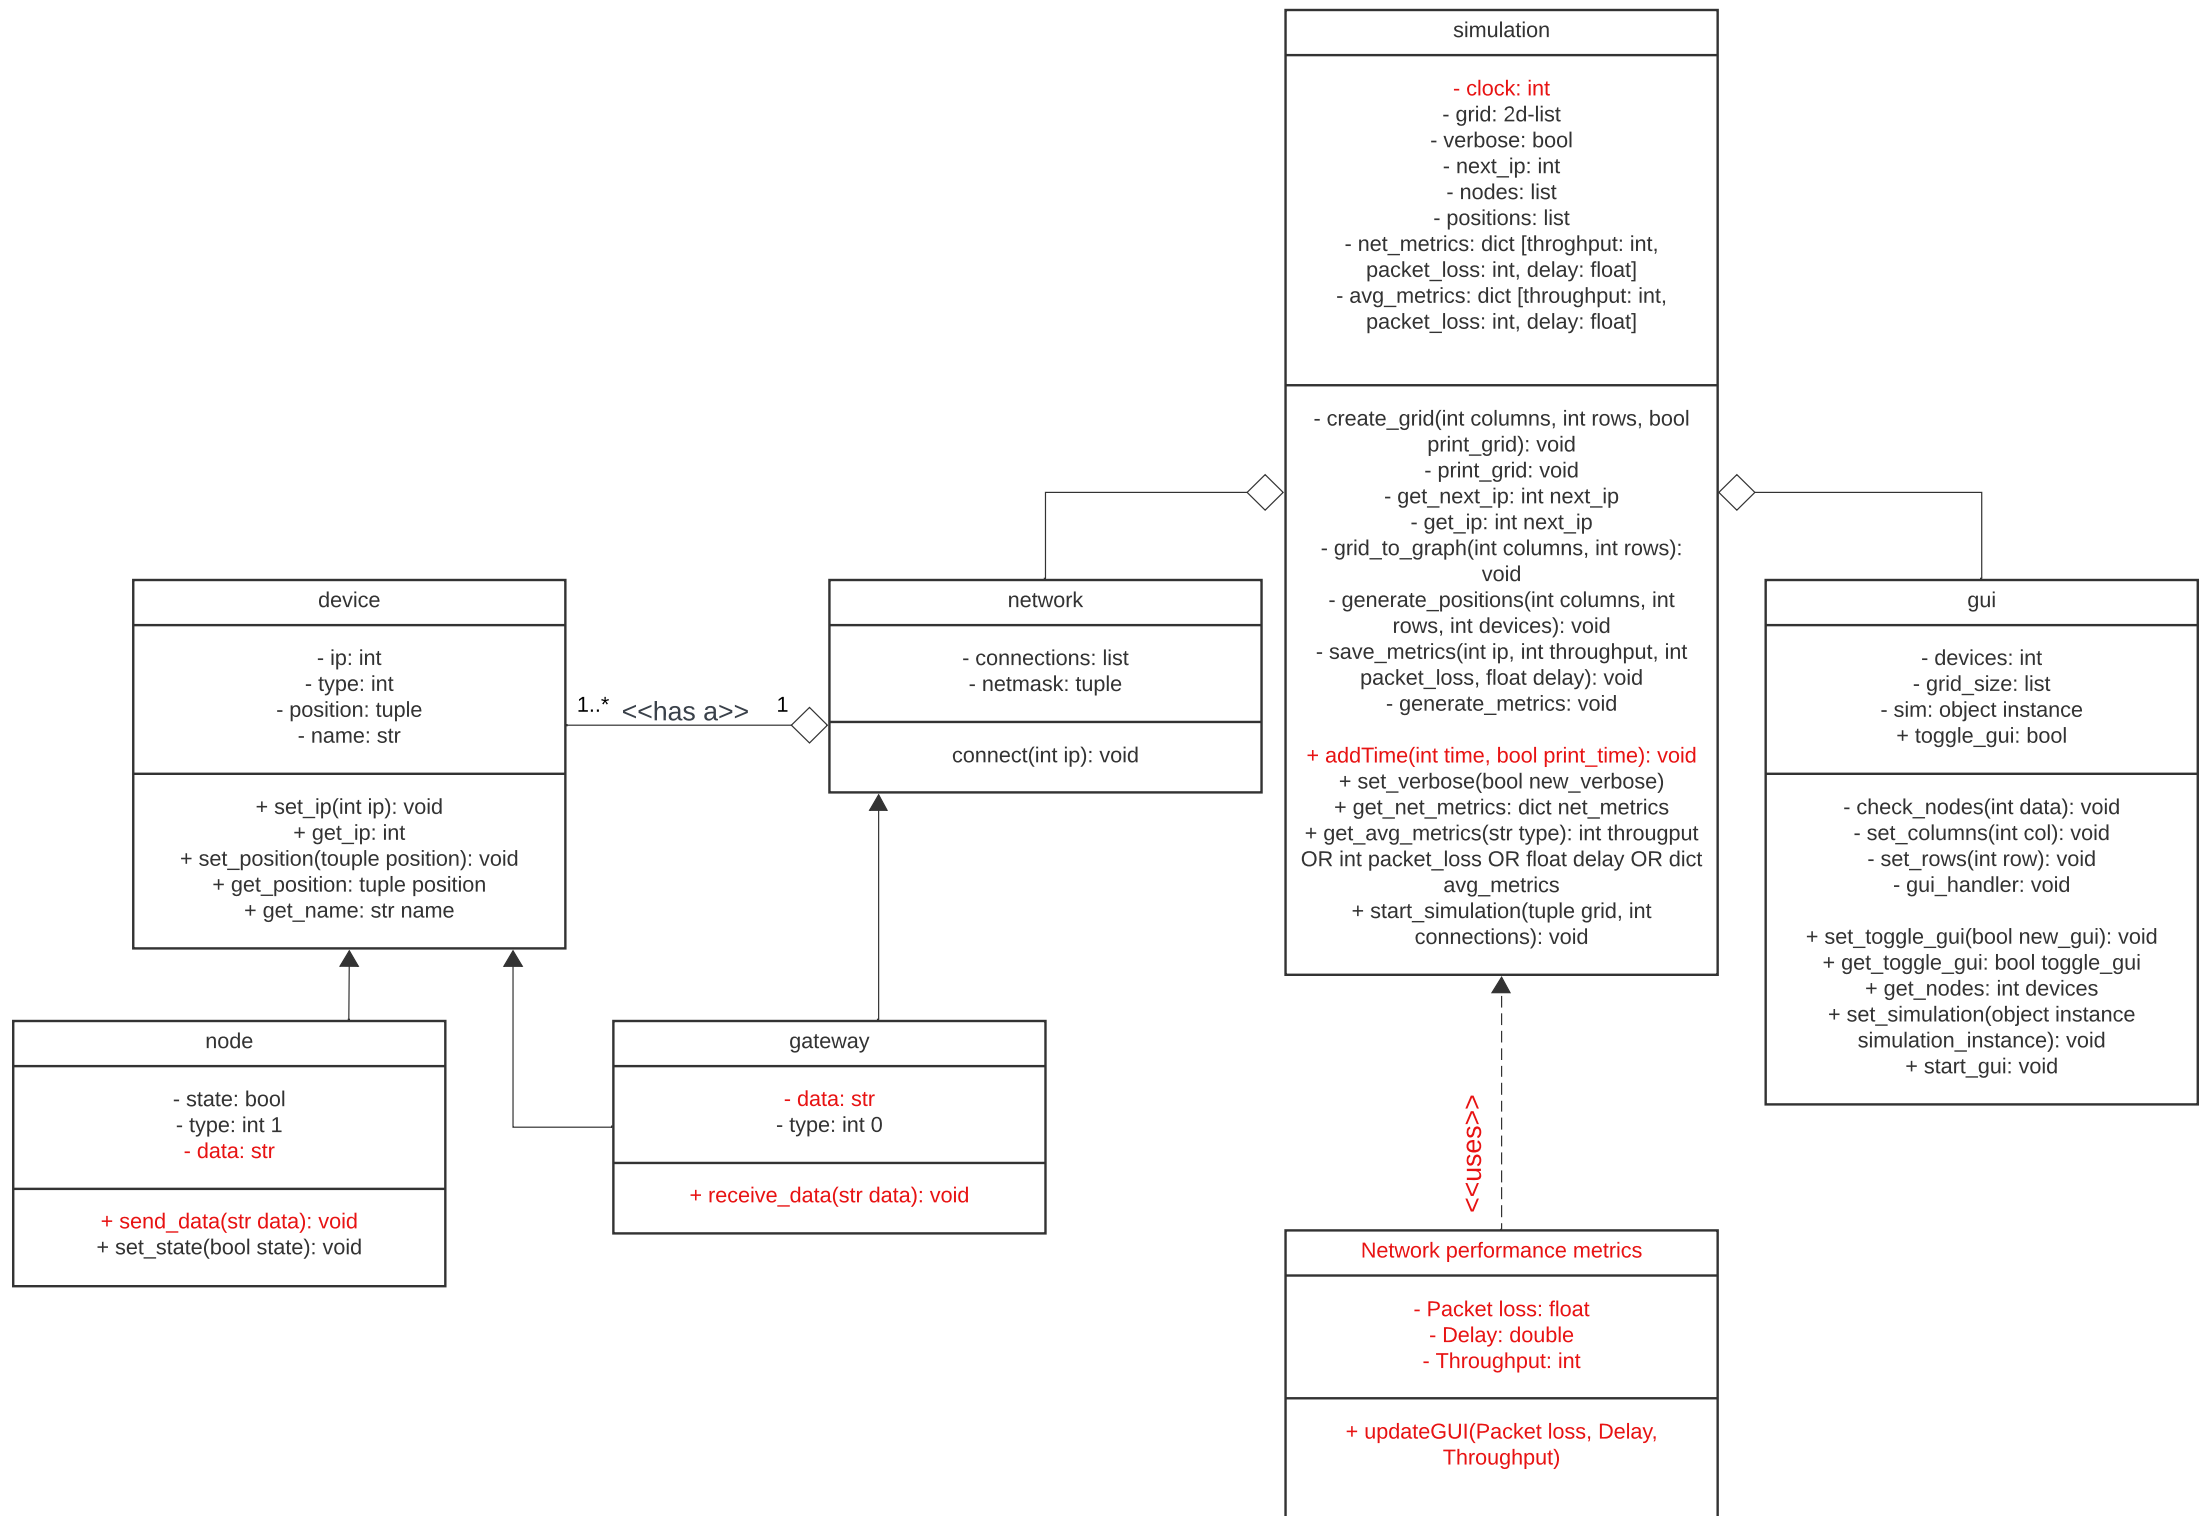 simulation
- clock: int
- grid: 2d-list
- verbose: bool
- next_ip: int
- nodes: list
- positions: list
- net_metrics: dict [throghput: int,
packet_loss: int, delay: float]
- avg_metrics: dict [throughput: int,
packet_loss: int, delay: float]
- create_grid(int columns, int rows, bool
print_grid): void
- print_grid: void
- get_next_ip: int next_ip
- get_ip: int next_ip
- grid_to_graph(int columns, int rows):
void
- generate_positions(int columns, int
rows, int devices): void
- save_metrics(int ip, int throughput, int
packet_loss, float delay): void
- generate_metrics: void
+ addTime(int time, bool print_time): void
+ set_verbose(bool new_verbose)
+ get_net_metrics: dict net_metrics
+ get_avg_metrics(str type): int througput
OR int packet_loss OR float delay OR dict
avg_metrics
+ start_simulation(tuple grid, int
connections): void
device
- ip: int
- type: int
- position: tuple
- name: str
+ set_ip(int ip): void
+ get_ip: int
+ set_position(touple position): void
+ get_position: tuple position
+ get_name: str name
1..*
<<has a>>
1
network
- connections: list
- netmask: tuple
connect(int ip): void
gui
- devices: int
- grid_size: list
- sim: object instance
+ toggle_gui: bool
- check_nodes(int data): void
- set_columns(int col): void
- set_rows(int row): void
- gui_handler: void
+ set_toggle_gui(bool new_gui): void
+ get_toggle_gui: bool toggle_gui
+ get_nodes: int devices
+ set_simulation(object instance
simulation_instance): void
+ start_gui: void
node
- state: bool
- type: int 1
- data: str
+ send_data(str data): void
+ set_state(bool state): void
gateway
- data: str
- type: int 0
+ receive_data(str data): void
<<uses>>
Network performance metrics
- Packet loss: float
- Delay: double
- Throughput: int
+ updateGUI(Packet loss, Delay,
Throughput)